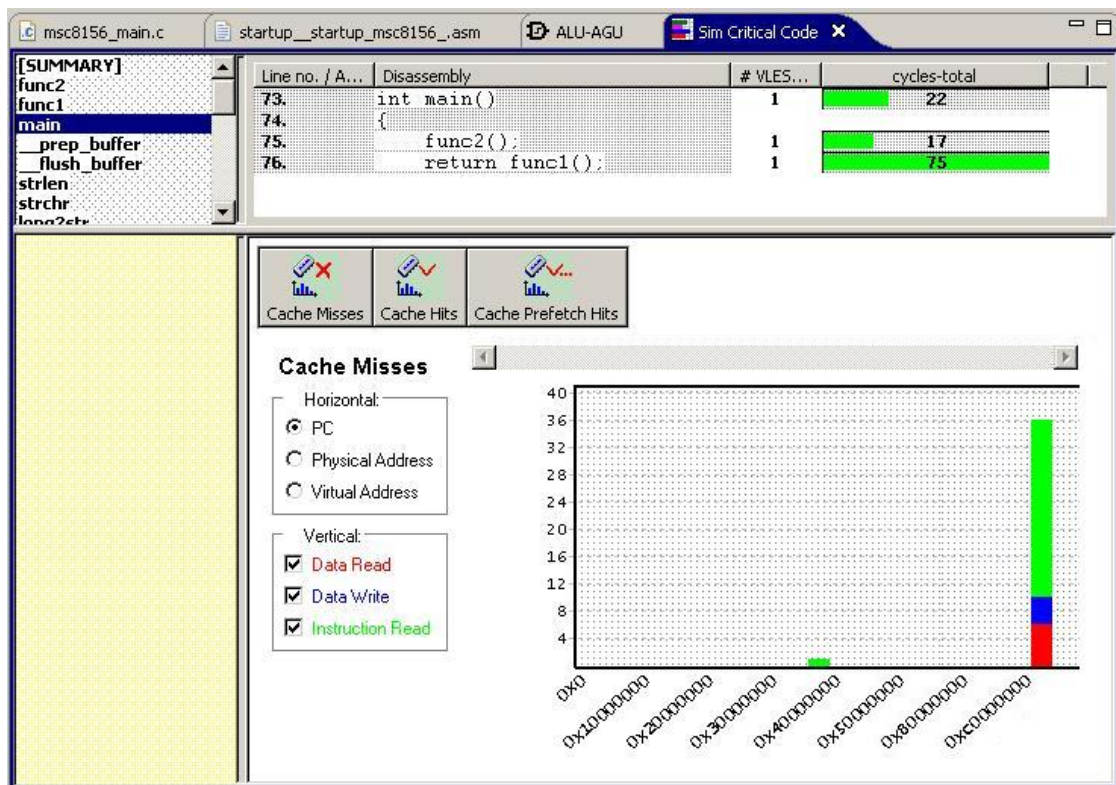 msc8156_main.c startup__startup_msc8156_.asm ALU-AGU Sim Critical Code
[SUMMARY]
func2
func1
main
__prep_buffer
__flush_buffer
strlen
strchr
long2str
Line no. / A... Disassembly # VLES... cycles-total
73. int main() 1 22
74. {
75. func2(); 1 17
76. return func1(); 1 75
Cache Misses Cache Hits Cache Prefetch Hits
Cache Misses
Horizontal:
PC
Physical Address
Virtual Address
Vertical:
Data Read
Data Write
Instruction Read
40
36
32
28
24
20
16
12
8
4
0x0
0x10000000
0x20000000
0x30000000
0x40000000
0x50000000
0x80000000
0xC0000000